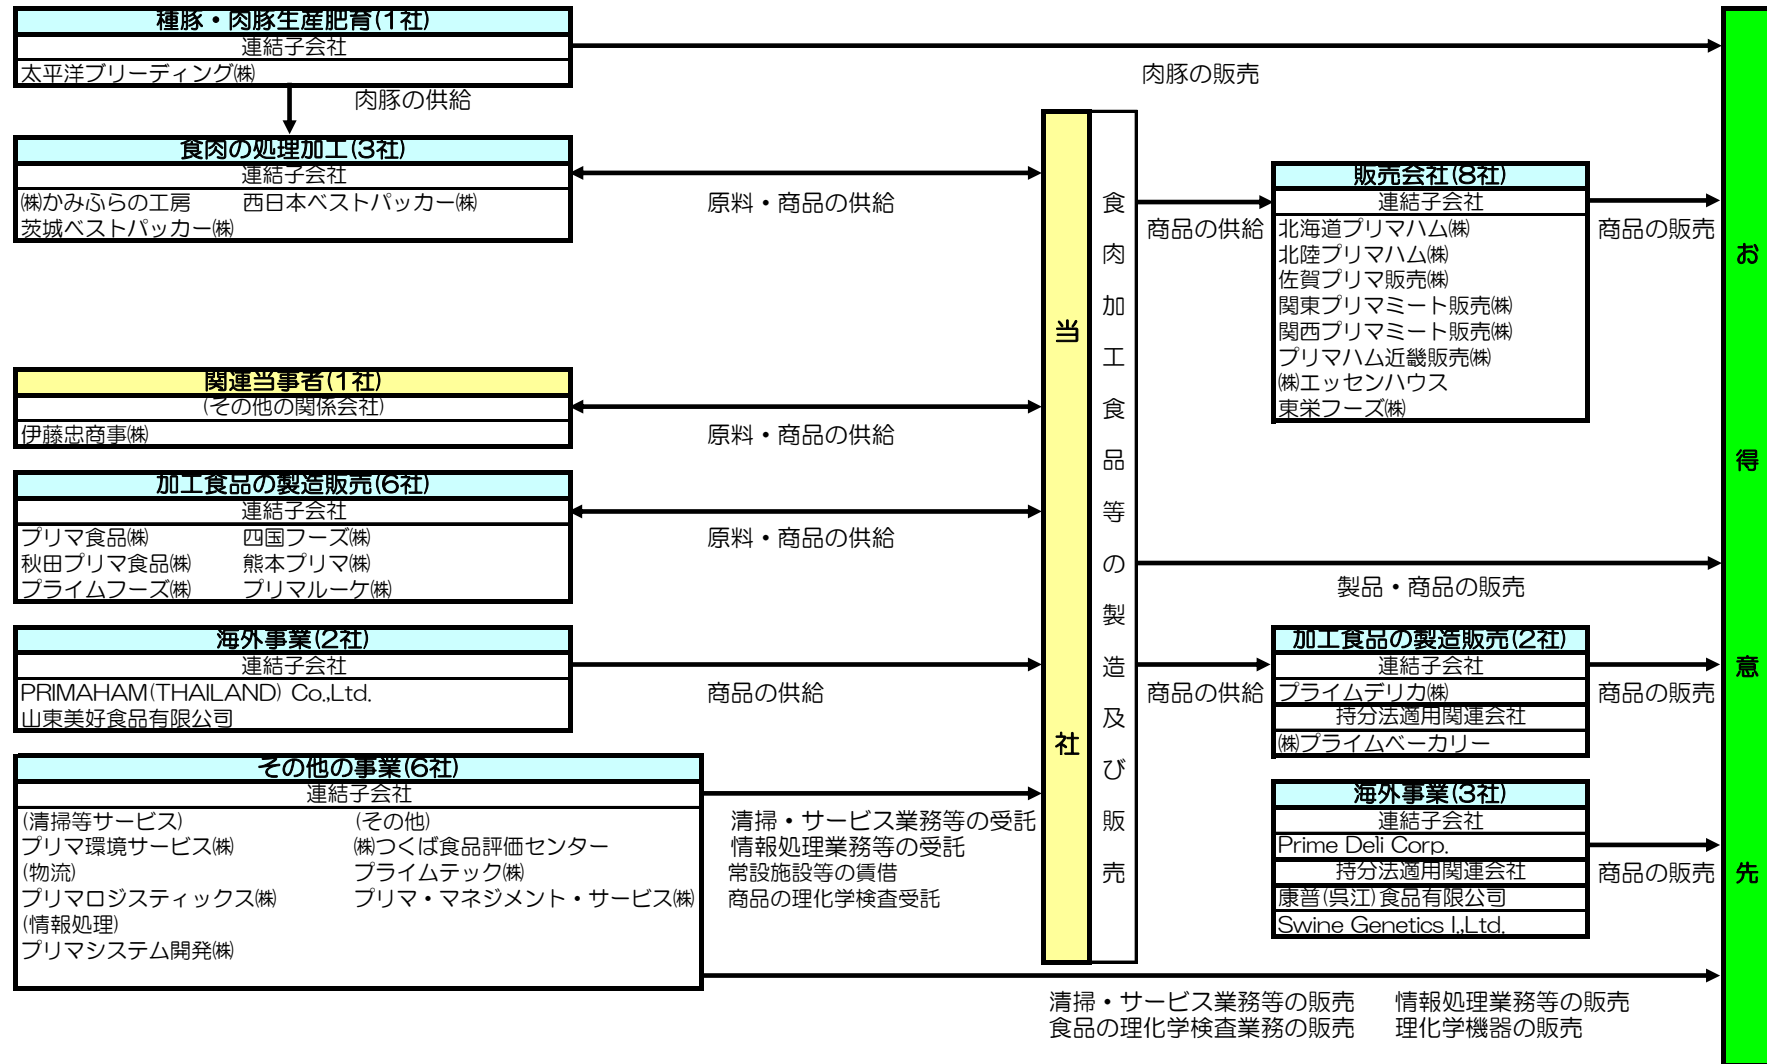 種豚・肉豚生産肥育(1社)
連結子会社
太平洋ブリーディング㈱
肉豚の販売
肉豚の供給
食肉の処理加工(3社)
連結子会社
㈱かみふらの工房 西日本ベストパッカー㈱
茨城ベストパッカー㈱
原料・商品の供給
関連当事者(1社)
(その他の関係会社)
伊藤忠商事㈱
原料・商品の供給
加工食品の製造販売(6社)
連結子会社
プリマ食品㈱ 四国フーズ㈱
秋田プリマ食品㈱ 熊本プリマ㈱
プライムフーズ㈱ プリマルーケ㈱
原料・商品の供給
海外事業(2社)
連結子会社
PRIMAHAM(THAILAND) Co.,Ltd.
山東美好食品有限公司
商品の供給
その他の事業(6社)
連結子会社
(清掃等サービス) (その他)
プリマ環境サービス㈱ ㈱つくば食品評価センター
(物流) プライムテック㈱
プリマロジスティックス㈱ プリマ・マネジメント・サービス㈱
(情報処理)
プリマシステム開発㈱
清掃・サービス業務等の受託
情報処理業務等の受託
常設施設等の賃借
商品の理化学検査受託
当社
食肉加工食品等の製造及び販売
商品の供給
販売会社(8社)
連結子会社
北海道プリマハム㈱
北陸プリマハム㈱
佐賀プリマ販売㈱
関東プリマミート販売㈱
関西プリマミート販売㈱
プリマハム近畿販売㈱
㈱エッセンハウス
東栄フーズ㈱
商品の販売
製品・商品の販売
商品の供給
加工食品の製造販売(2社)
連結子会社
プライムデリカ㈱
持分法適用関連会社
㈱プライムベーカリー
商品の販売
海外事業(3社)
連結子会社
Prime Deli Corp.
持分法適用関連会社
康普(呉江)食品有限公司
Swine Genetics I.,Ltd.
商品の販売
清掃・サービス業務等の販売 情報処理業務等の販売
食品の理化学検査業務の販売 理化学機器の販売
お得意先